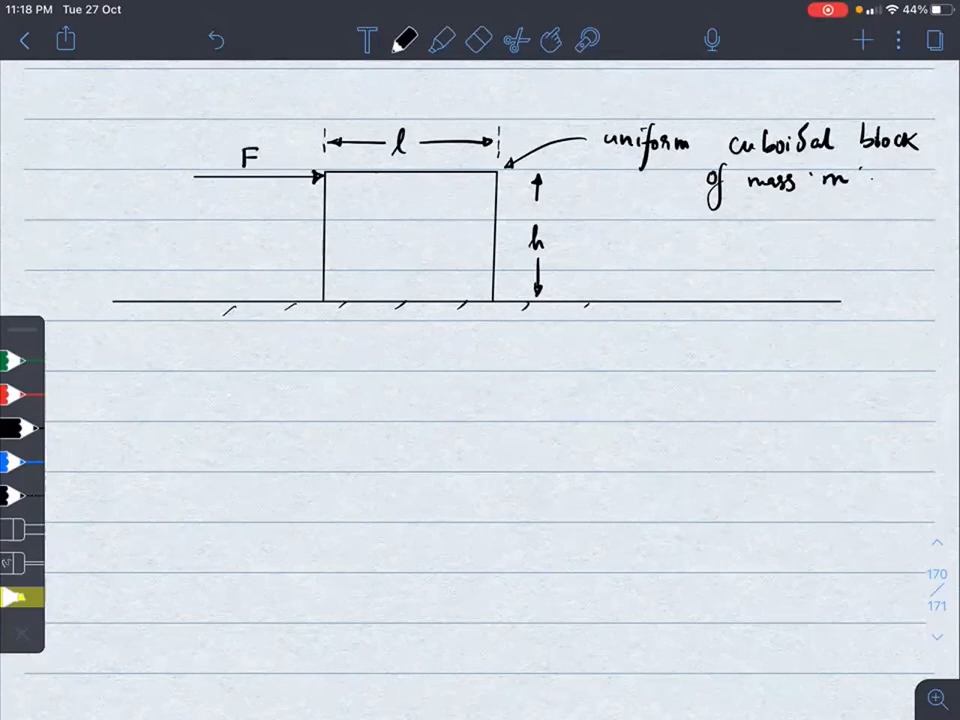 11:18 PM Tue 27 Oct
44%
l
F
uniform cuboidal block
of mass 'm'
h
170
/
171